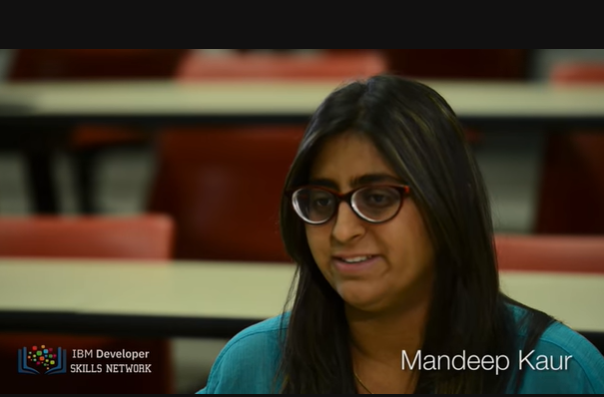 IBM Developer
SKILLS NETWORK
Mandeep Kaur